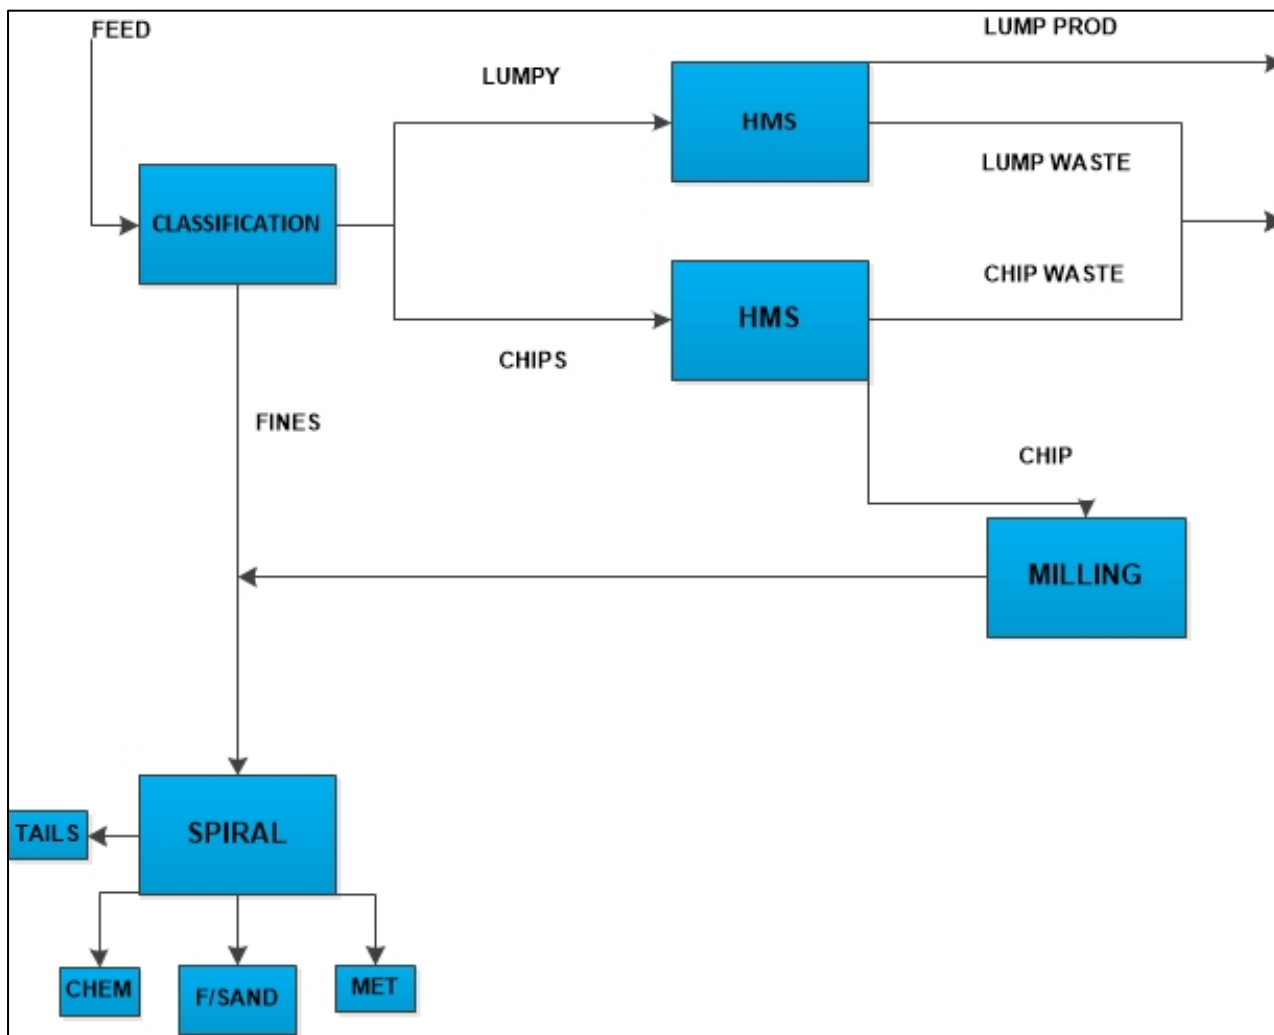 FEED
LUMP PROD
LUMPY
HMS
LUMP WASTE
CLASSIFICATION
CHIP WASTE
HMS
CHIPS
FINES
CHIP
MILLING
SPIRAL
TAILS
CHEM
F/SAND
MET